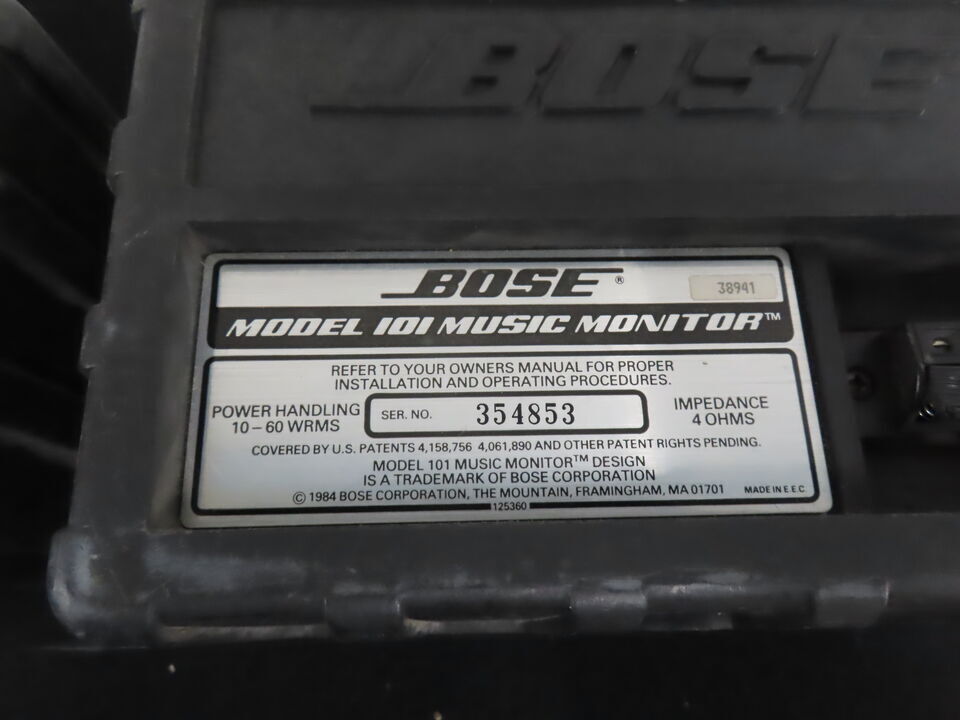 BOSE
BOSE ®
38941
MODEL 101 MUSIC MONITOR™
REFER TO YOUR OWNERS MANUAL FOR PROPER
INSTALLATION AND OPERATING PROCEDURES.
POWER HANDLING
10-60 WRMS
SER. NO. 354853
IMPEDANCE
4 OHMS
COVERED BY U.S. PATENTS 4,158,756 4,061,890 AND OTHER PATENT RIGHTS PENDING.
MODEL 101 MUSIC MONITOR™ DESIGN
IS A TRADEMARK OF BOSE CORPORATION
© 1984 BOSE CORPORATION, THE MOUNTAIN, FRAMINGHAM, MA 01701 MADE IN E.E.C
125360